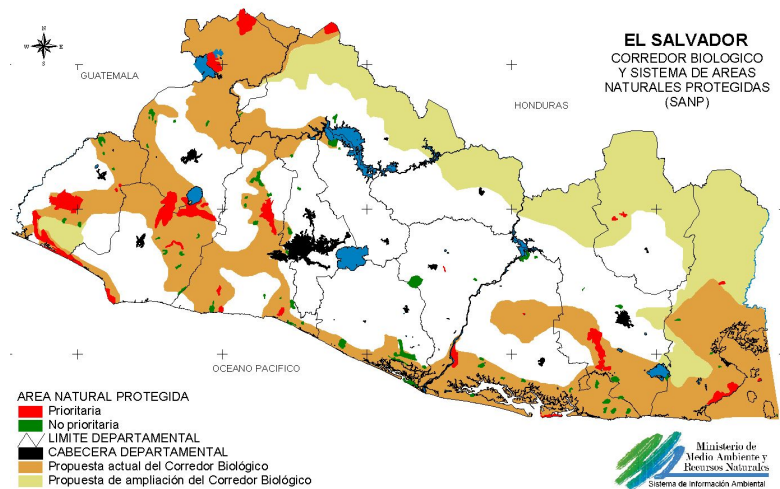 N
W E
S
GUATEMALA
HONDURAS
EL SALVADOR
CORREDOR BIOLOGICO
Y SISTEMA DE AREAS
NATURALES PROTEGIDAS
(SANP)
OCEANO PACIFICO
AREA NATURAL PROTEGIDA
Prioritaria
No prioritaria
LIMITE DEPARTAMENTAL
CABECERA DEPARTAMENTAL
Propuesta actual del Corredor Biológico
Propuesta de ampliación del Corredor Biológico
Ministerio de
Medio Ambiente y
Recursos Naturales
Sistema de Información Ambiental